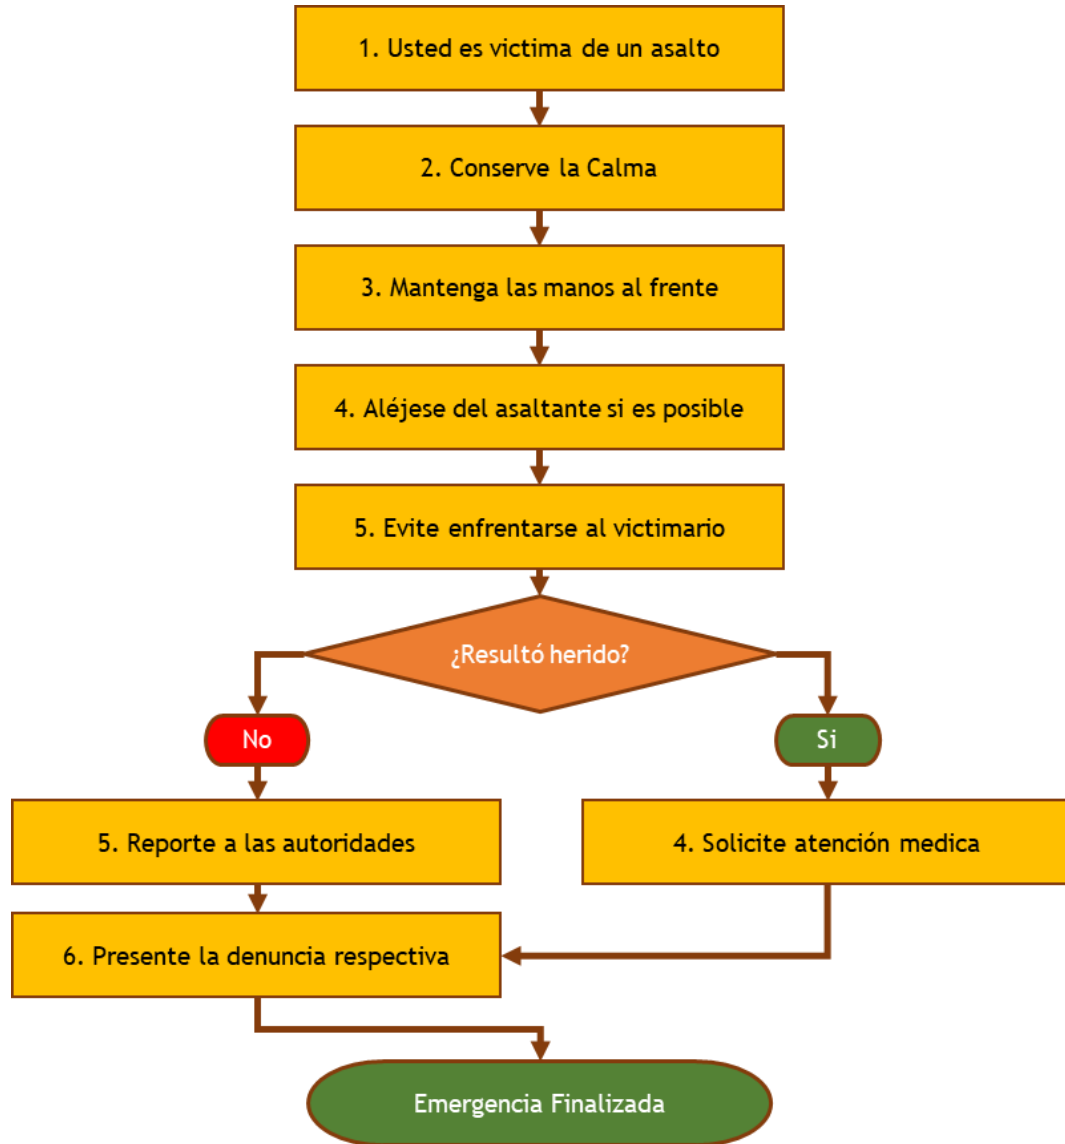 1. Usted es victima de un asalto
2. Conserve la Calma
3. Mantenga las manos al frente
4. Aléjese del asaltante si es posible
5. Evite enfrentarse al victimario
¿Resultó herido?
No
Si
5. Reporte a las autoridades
4. Solicite atención medica
6. Presente la denuncia respectiva
Emergencia Finalizada